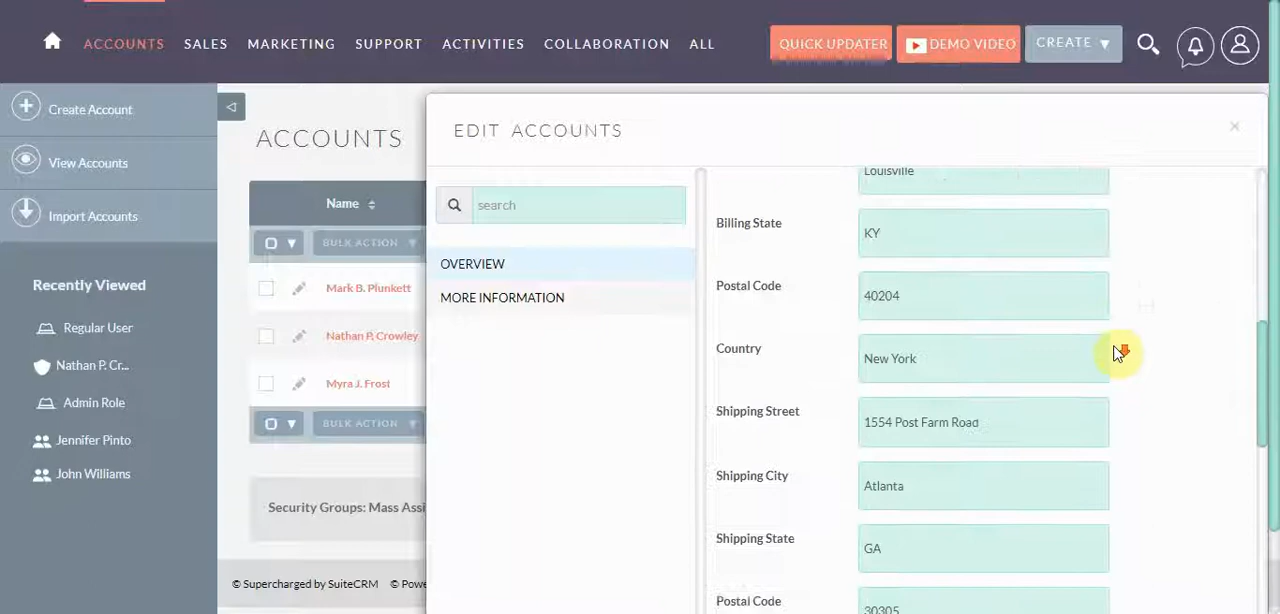 ACCOUNTS SALES MARKETING SUPPORT ACTIVITIES COLLABORATION ALL QUICK UPDATER DEMO VIDEO CREATE
Create Account
View Accounts
Import Accounts
Recently Viewed
Regular User
Nathan P. Cr...
Admin Role
Jennifer Pinto
John Williams
ACCOUNTS
Name
BULK ACTION
Mark B. Plunkett
Nathan P. Crowley
Myra J. Frost
BULK ACTION
Security Groups: Mass Assi
© Supercharged by SuiteCRM © Powe
EDIT ACCOUNTS
search
OVERVIEW
MORE INFORMATION
Louisville
Billing State KY
Postal Code 40204
Country New York
Shipping Street 1554 Post Farm Road
Shipping City Atlanta
Shipping State GA
Postal Code 30305